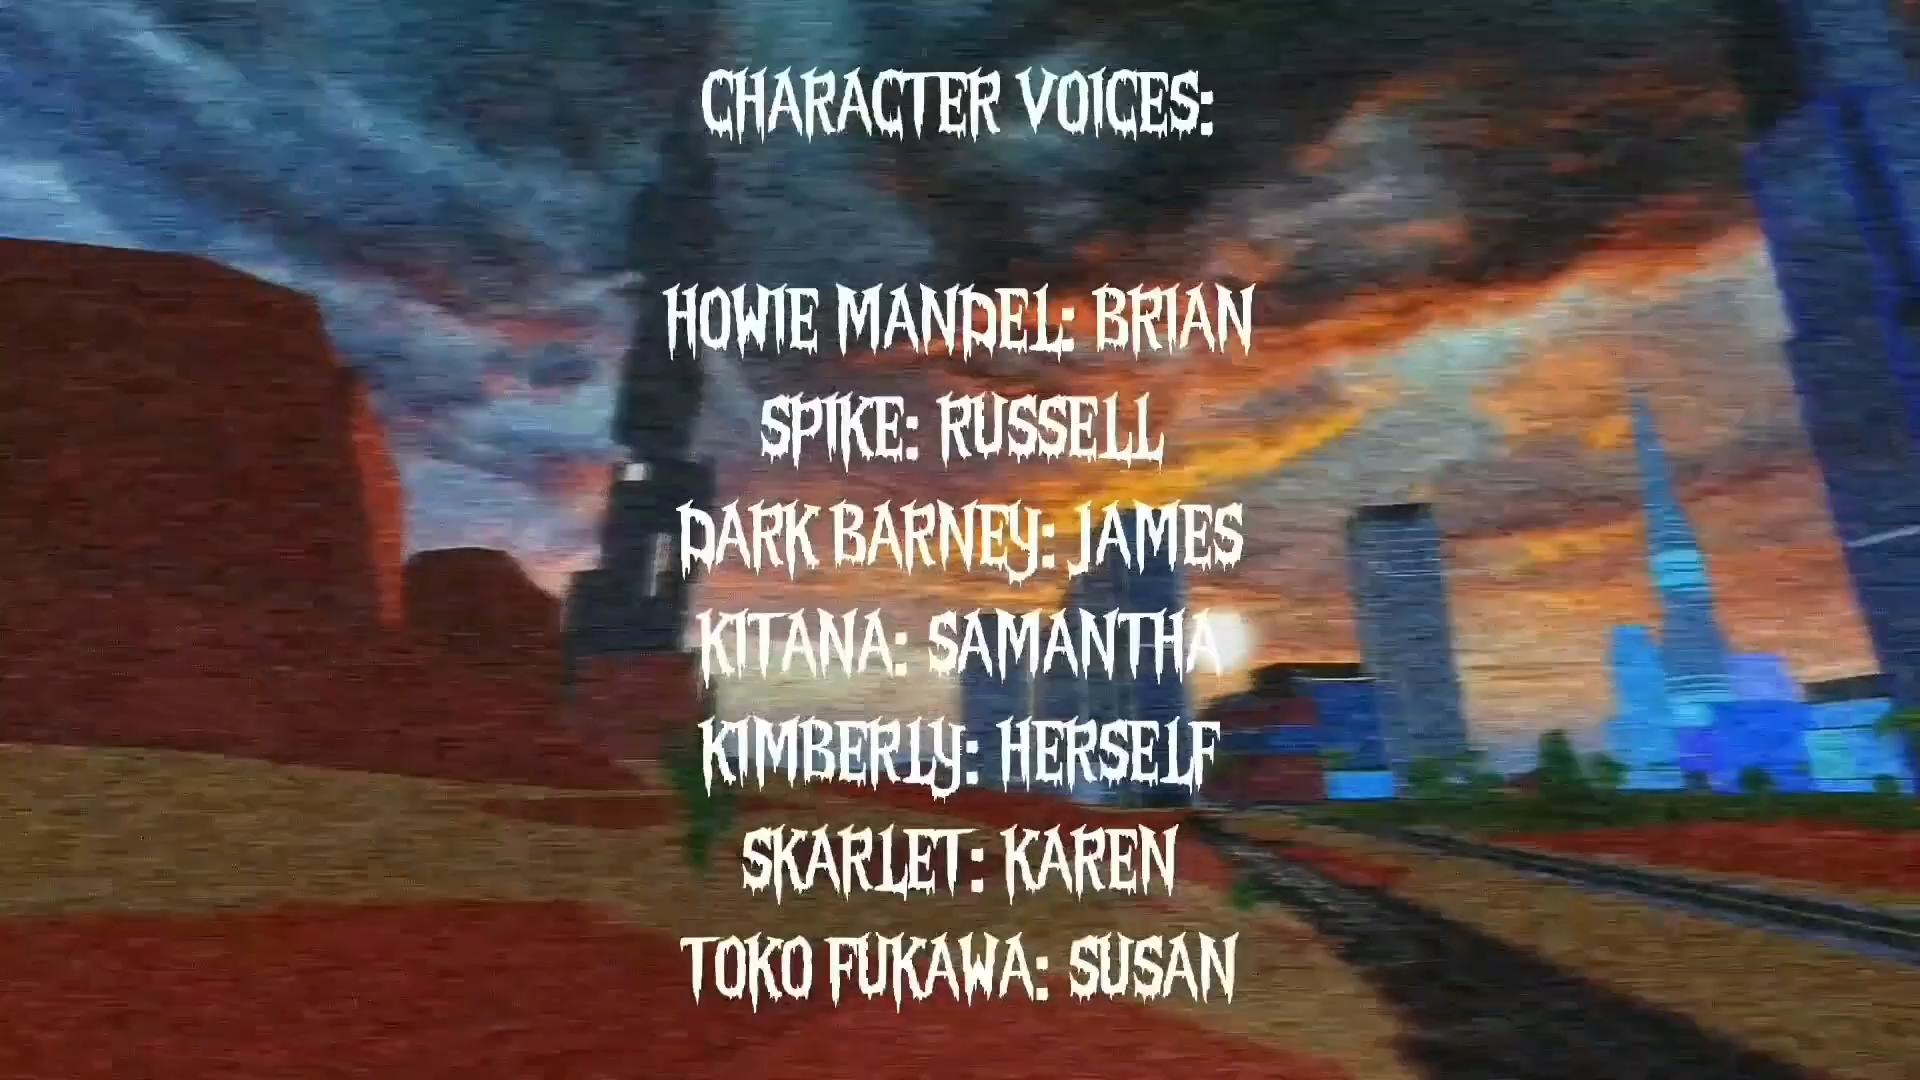 CHARACTER VOICES:
HOWIE MANDEL: BRIAN
SPIKE: RUSSELL
DARK BARNEY: JAMES
KITANA: SAMANTHA
KIMBERLY: HERSELF
SKARLET: KAREN
TOKO FUKAWA: SUSAN